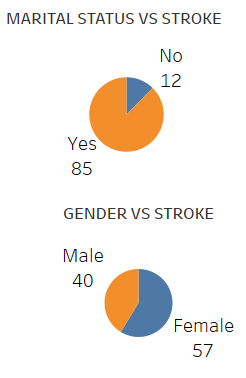 MARITAL STATUS VS STROKE
No
12
Yes
85
GENDER VS STROKE
Male
40
Female
57